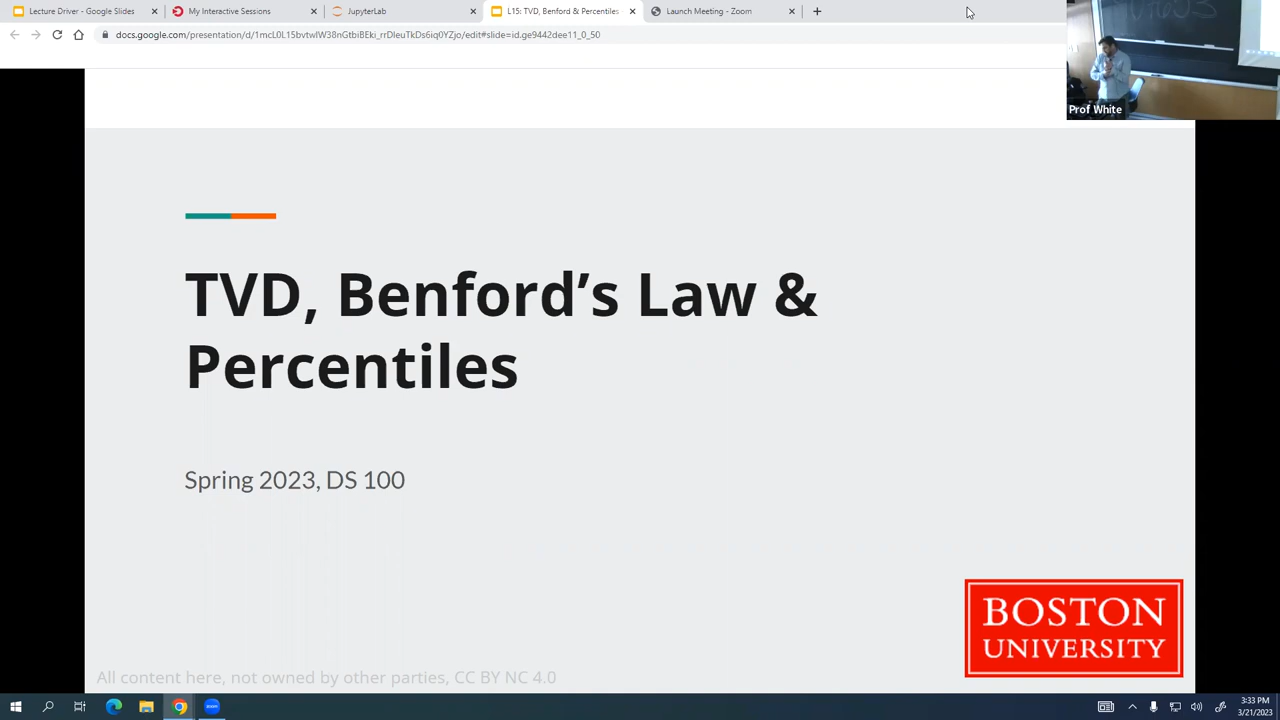 Lecture Driver - Google Slides
My Interactive Sessions
JupyterLab
L15: TVD, Benford & Percentiles
Launch Meeting - Zoom
docs.google.com/presentation/d/1mcL0L15bvtwlW38nGtbiBEki_rrDleuTkDs6iq0YZjo/edit#slide=id.ge9442dee11_0_50
Prof White
TVD, Benford's Law &
Percentiles
Spring 2023, DS 100
BOSTON
UNIVERSITY
All content here, not owned by other parties, CC BY NC 4.0
zoom
3:33 PM
3/21/2023